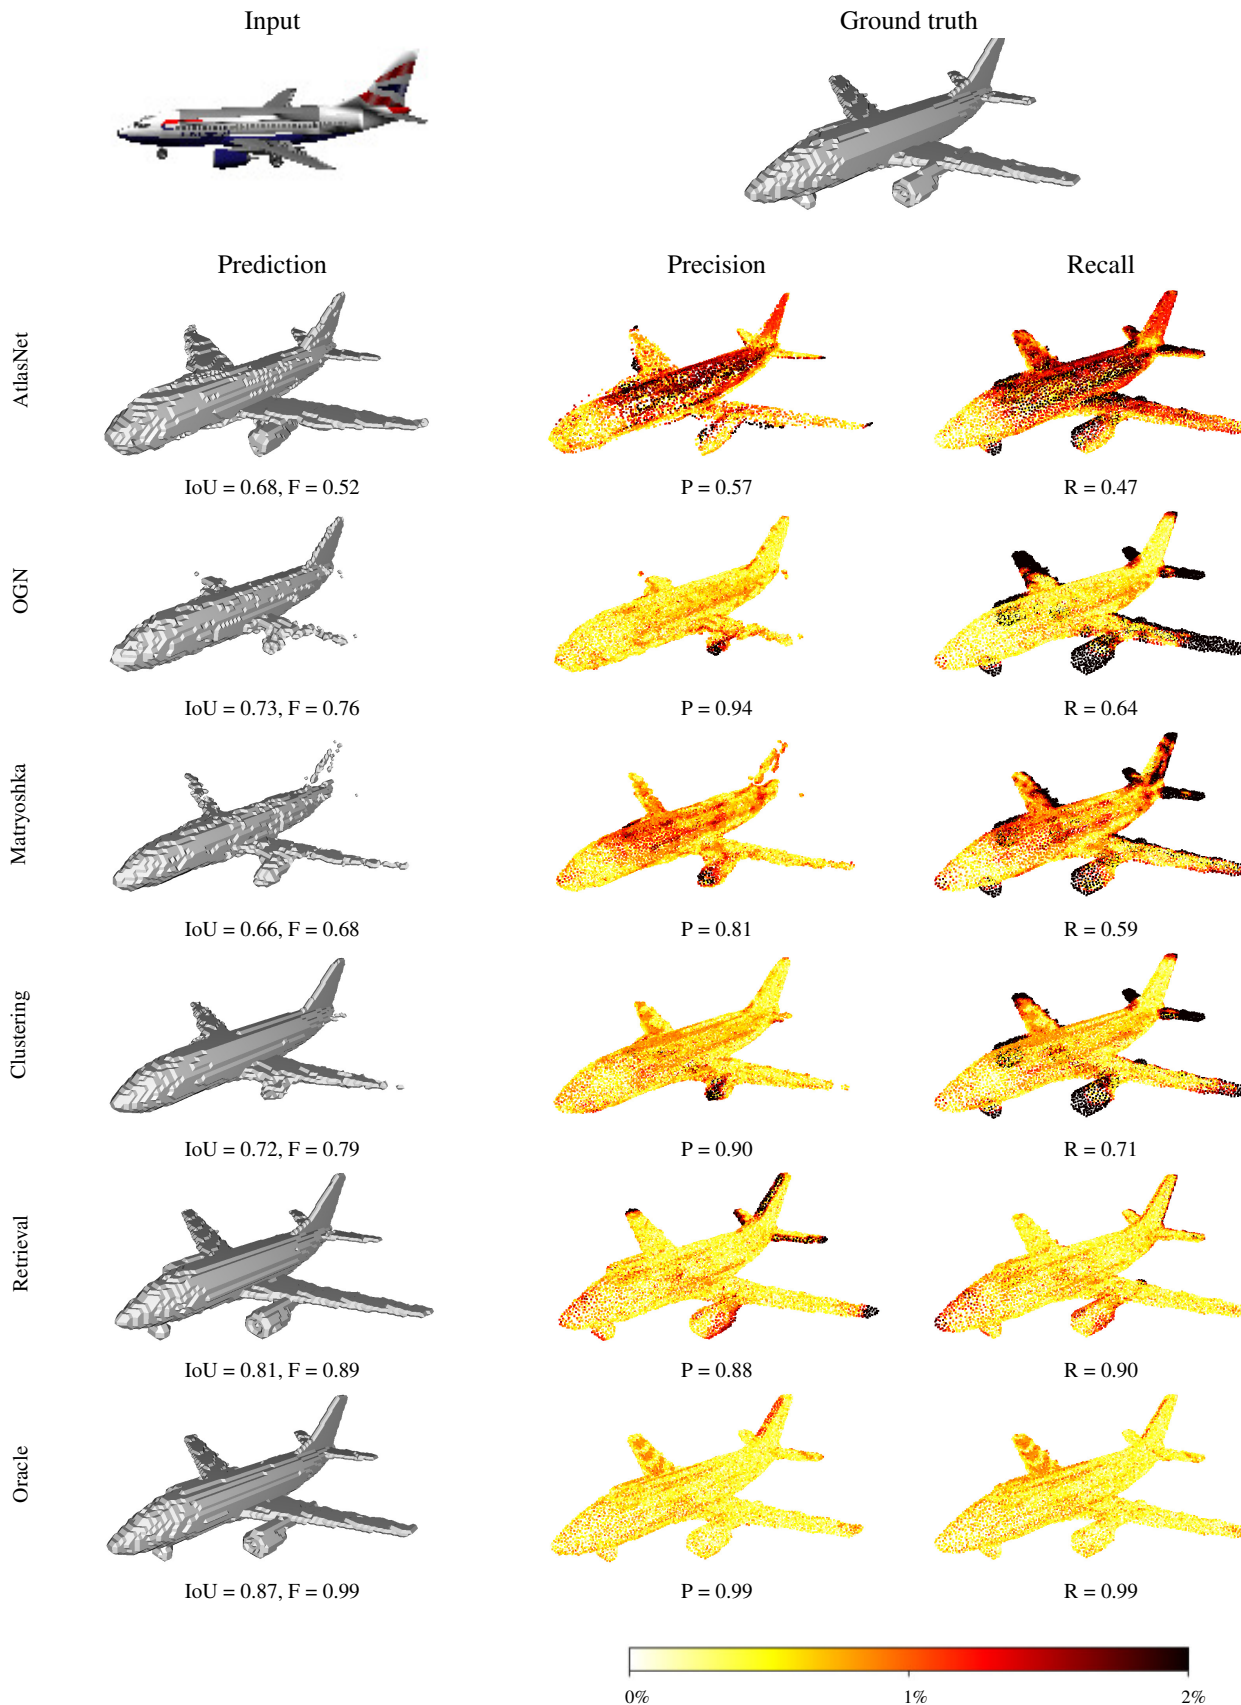 Input
Ground truth
Prediction
Precision
Recall
AtlasNet
IoU = 0.68, F = 0.52
P = 0.57
R = 0.47
OGN
IoU = 0.73, F = 0.76
P = 0.94
R = 0.64
Matryoshka
IoU = 0.66, F = 0.68
P = 0.81
R = 0.59
Clustering
IoU = 0.72, F = 0.79
P = 0.90
R = 0.71
Retrieval
IoU = 0.81, F = 0.89
P = 0.88
R = 0.90
Oracle
IoU = 0.87, F = 0.99
P = 0.99
R = 0.99
0%
1%
2%